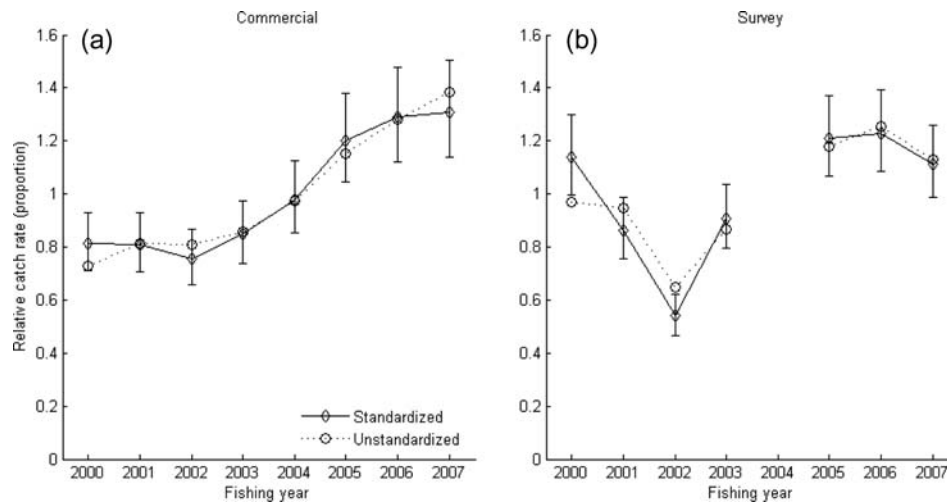 Commercial
(a)
Relative catch rate (proportion)
1.6
1.4
1.2
1
0.8
0.6
0.4
0.2
0
Standardized
Unstandardized
2000 2001 2002 2003 2004 2005 2006 2007
Fishing year
Survey
(b)
1.6
1.4
1.2
1
0.8
0.6
0.4
0.2
0
2000 2001 2002 2003 2004 2005 2006 2007
Fishing year